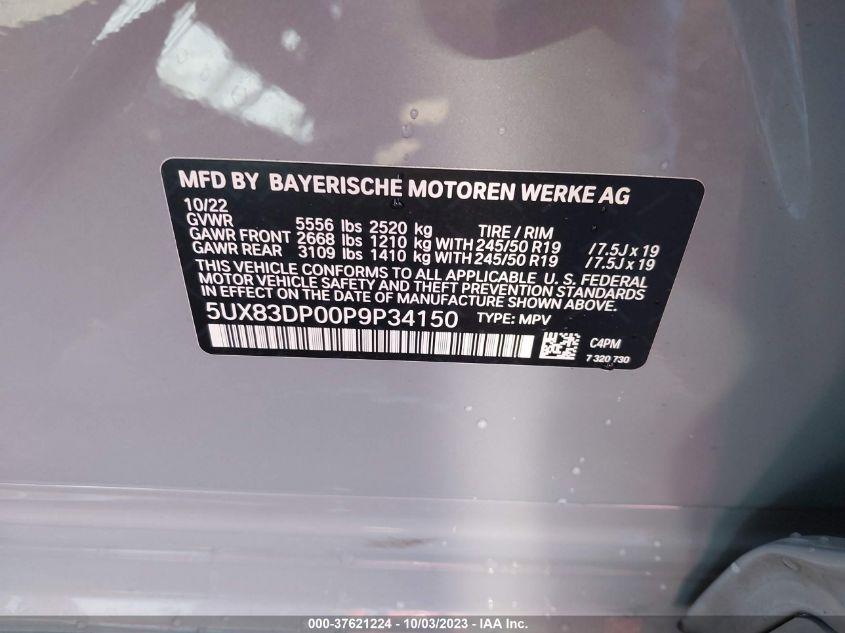 MFD BY BAYERISCHE MOTOREN WERKE AG
10/22
GVWR 5556 lbs 2520 kg TIRE / RIM
GAWR FRONT 2668 lbs 1210 kg WITH 245/50 R19 /7.5J x 19
GAWR REAR 3109 lbs 1410 kg WITH 245/50 R19 /7.5J x 19
THIS VEHICLE CONFORMS TO ALL APPLICABLE U. S. FEDERAL
MOTOR VEHICLE SAFETY AND THEFT PREVENTION STANDARDS
IN EFFECT ON THE DATE OF MANUFACTURE SHOWN ABOVE.
5UX83DP00P9P34150 TYPE: MPV
C4PM
7 320 730
000-37621224 - 10/03/2023 - IAA Inc.